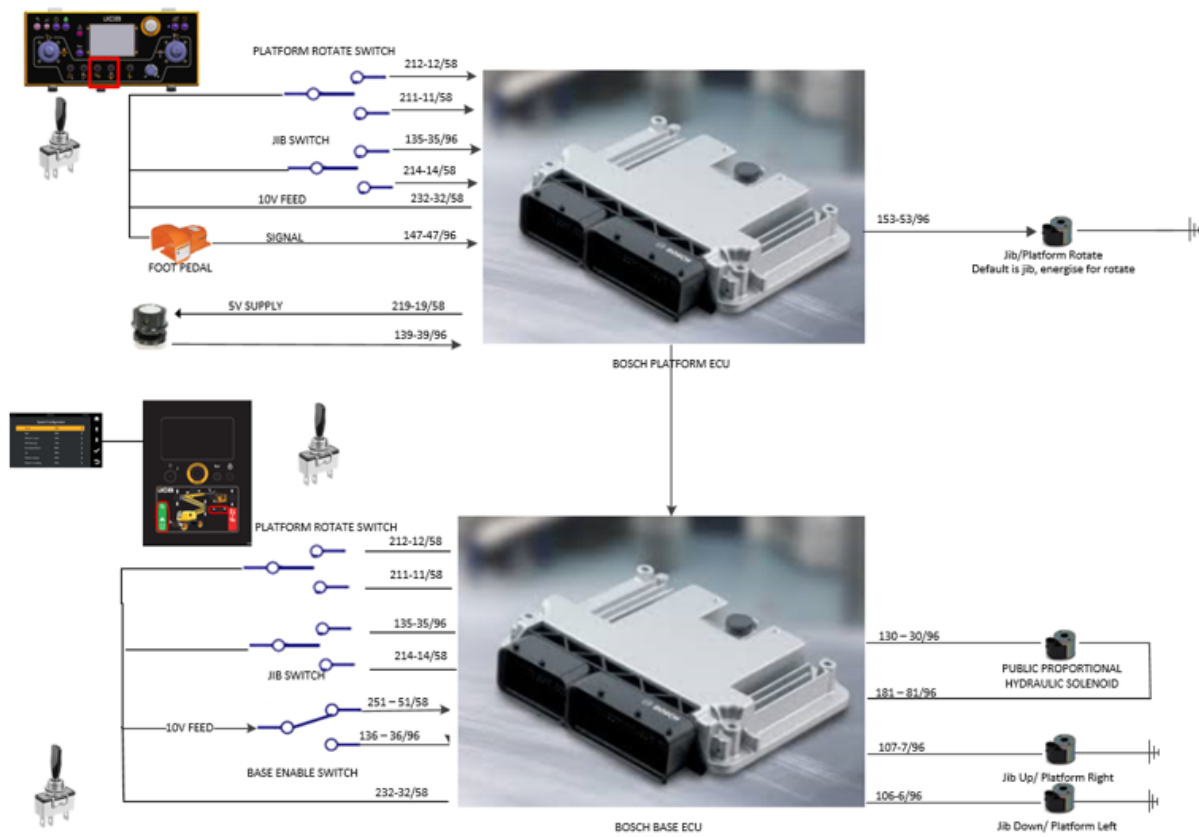 JCB
PLATFORM ROTATE SWITCH
212-12/58
211-11/58
JIB SWITCH
135-35/96
214-14/58
10V FEED
232-32/58
SIGNAL
147-47/96
FOOT PEDAL
5V SUPPLY
219-19/58
139-39/96
BOSCH
153-53/96
Jib/Platform Rotate
Default is jib, energise for rotate
BOSCH PLATFORM ECU
JCB
PLATFORM ROTATE SWITCH
212-12/58
211-11/58
135-35/96
214-14/58
JIB SWITCH
251 – 51/58
10V FEED
136 – 36/96
BASE ENABLE SWITCH
232-32/58
BOSCH
130 – 30/96
PUBLIC PROPORTIONAL
HYDRAULIC SOLENOID
181 – 81/96
107-7/96
Jib Up/ Platform Right
106-6/96
Jib Down/ Platform Left
BOSCH BASE ECU